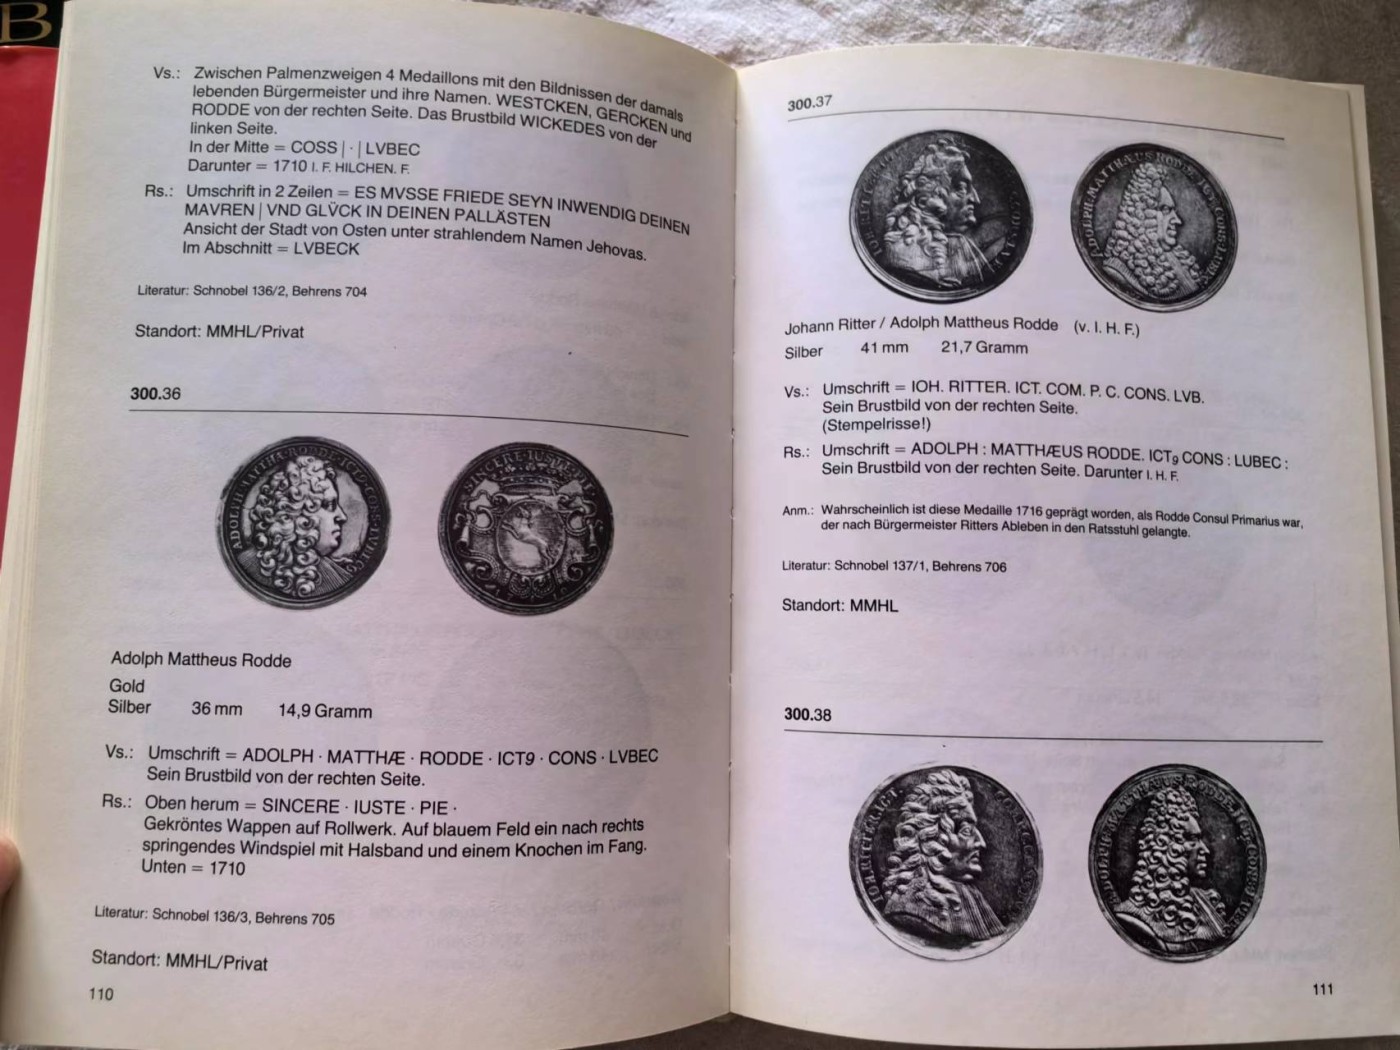 B
Vs.: Zwischen Palmenzweigen 4 Medaillons mit den Bildnissen der damals
lebenden Bürgermeister und ihre Namen. WESTCKEN, GERCKEN und
RODDE von der rechten Seite. Das Brustbild WICKEDES von der
linken Seite.
In der Mitte = COSS | · | LVBEC
Darunter = 1710 I. F. HILCHEN. F.
Rs.: Umschrift in 2 Zeilen = ES MVSSE FRIEDE SEYN INWENDIG DEINEN
MAVREN | VND GLV̈CK IN DEINEN PALLÄSTEN
Ansicht der Stadt von Osten unter strahlendem Namen Jehovas.
Im Abschnitt = LVBECK
Literatur: Schnobel 136/2, Behrens 704
Standort: MMHL/Privat
300.36
ADOLPH·MATTHÆ·RODDE·ICT9·CONS·LVBEC
SINCERE·IUSTE·PIE·
Adolph Mattheus Rodde
Gold
Silber 36 mm 14,9 Gramm
Vs.: Umschrift = ADOLPH · MATTHÆ · RODDE · ICT9 · CONS · LVBEC
Sein Brustbild von der rechten Seite.
Rs.: Oben herum = SINCERE · IUSTE · PIE ·
Gekröntes Wappen auf Rollwerk. Auf blauem Feld ein nach rechts
springendes Windspiel mit Halsband und einem Knochen im Fang.
Unten = 1710
Literatur: Schnobel 136/3, Behrens 705
Standort: MMHL/Privat
110
300.37
ADOLPH:MATTHÆUS RODDE.ICT9 CONS:LUBEC:
Johann Ritter / Adolph Mattheus Rodde (v. I. H. F.)
Silber 41 mm 21,7 Gramm
Vs.: Umschrift = IOH. RITTER. ICT. COM. P. C. CONS. LVB.
Sein Brustbild von der rechten Seite.
(Stempelrisse!)
Rs.: Umschrift = ADOLPH : MATTHÆUS RODDE. ICT9 CONS : LUBEC :
Sein Brustbild von der rechten Seite. Darunter I. H. F.
Anm.: Wahrscheinlich ist diese Medaille 1716 geprägt worden, als Rodde Consul Primarius war,
der nach Bürgermeister Ritters Ableben in den Ratsstuhl gelangte.
Literatur: Schnobel 137/1, Behrens 706
Standort: MMHL
300.38
111